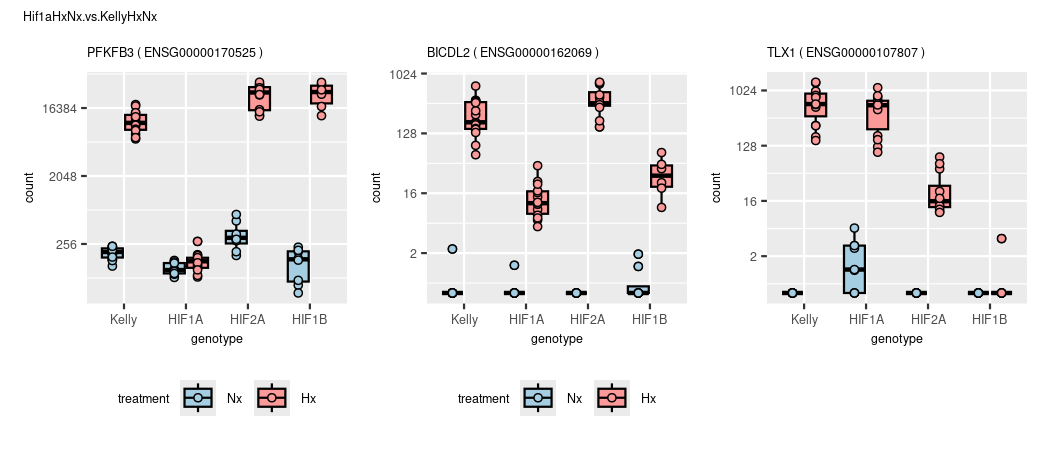 Hif1aHxNx.vs.KellyHxNx
PFKFB3 ( ENSG00000170525 )
16384
2048
256
count
Kelly HIF1A HIF2A HIF1B
genotype
BICDL2 ( ENSG00000162069 )
1024
128
16
2
count
Kelly HIF1A HIF2A HIF1B
genotype
TLX1 ( ENSG00000107807 )
1024
128
16
2
count
Kelly HIF1A HIF2A HIF1B
genotype
treatment Nx Hx
treatment Nx Hx